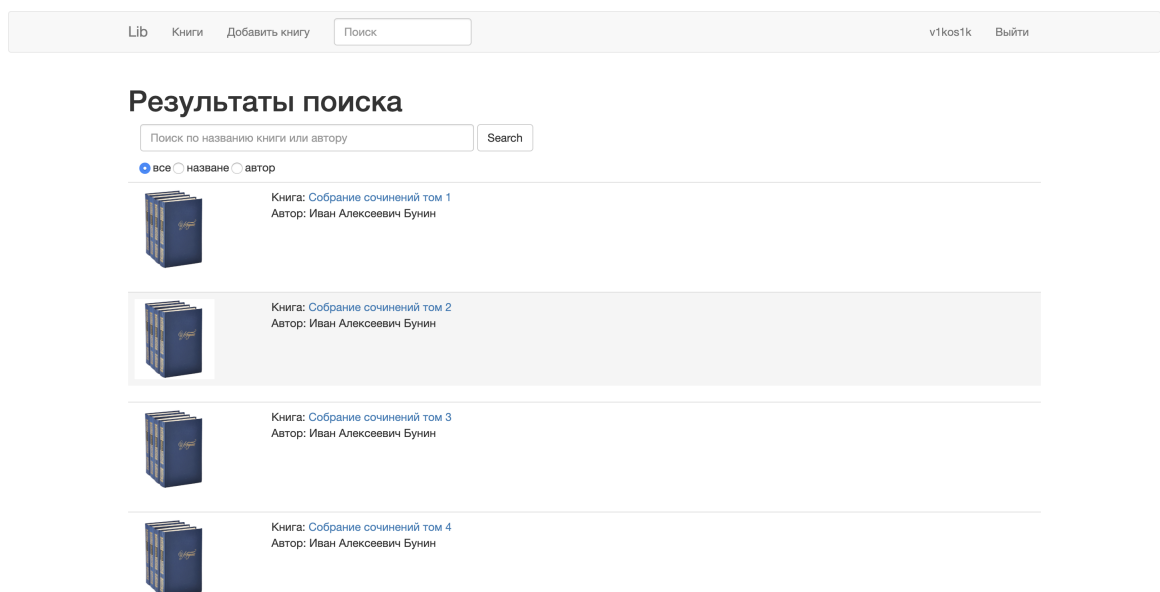 Lib Книги Добавить книгу Поиск v1kos1k Выйти
Результаты поиска
Поиск по названию книги или автору Search
все назване автор
Книга: Собрание сочинений том 1
Автор: Иван Алексеевич Бунин
Книга: Собрание сочинений том 2
Автор: Иван Алексеевич Бунин
Книга: Собрание сочинений том 3
Автор: Иван Алексеевич Бунин
Книга: Собрание сочинений том 4
Автор: Иван Алексеевич Бунин